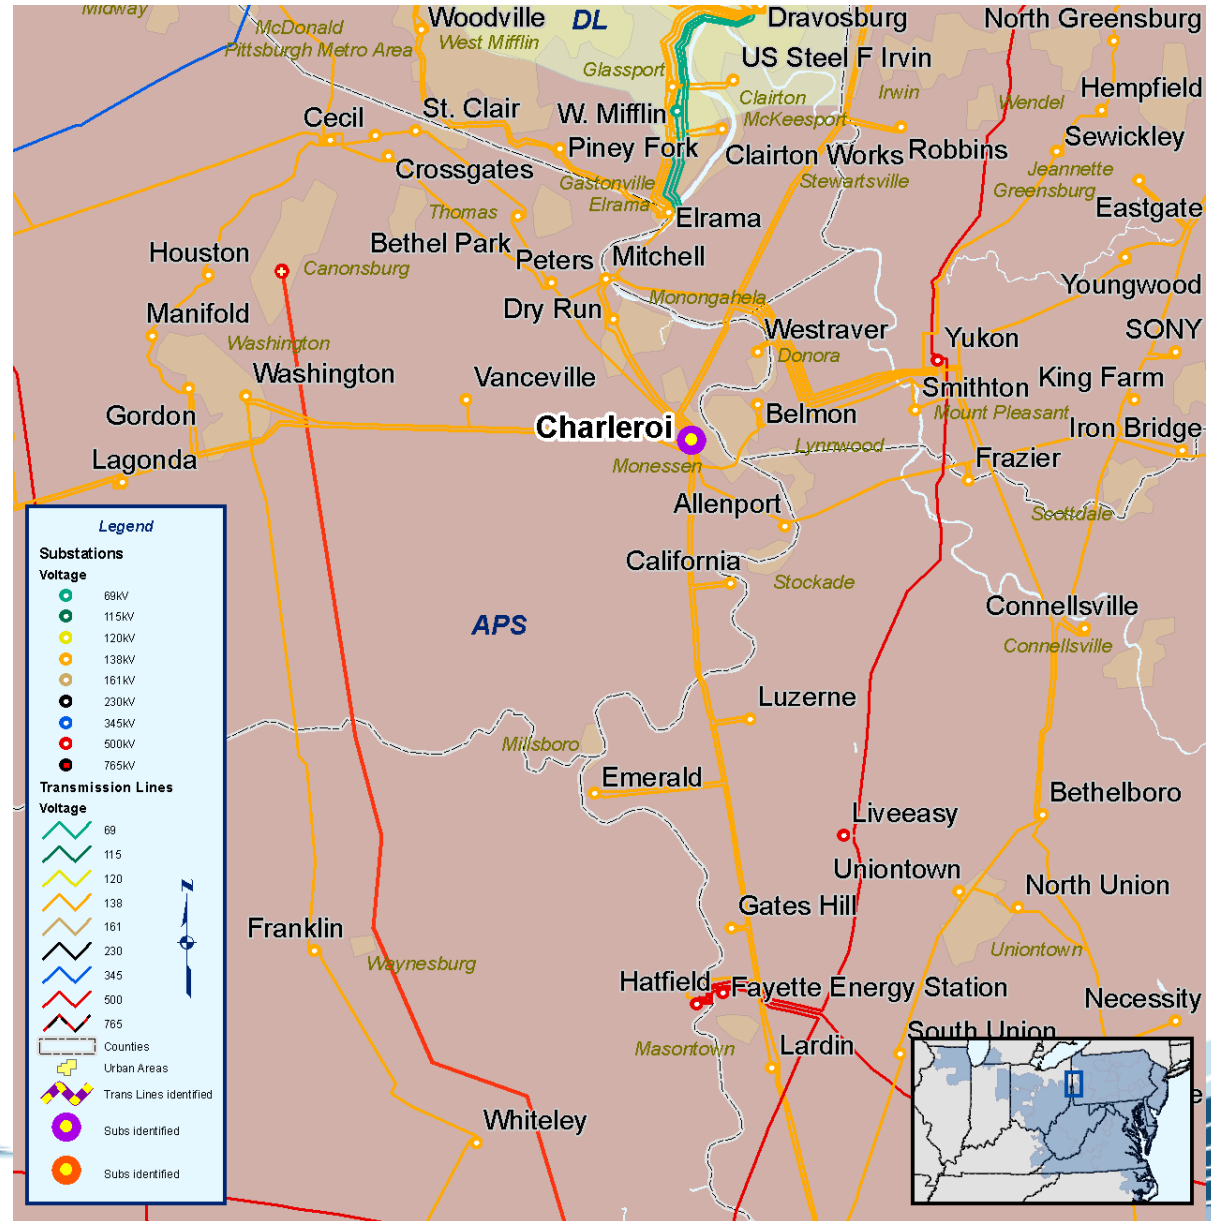 Midway
McDonald
Pittsburgh Metro Area
Woodville
West Mifflin
DL
Dravosburg
North Greensburg
US Steel F Irvin
Glassport
Clairton
Irwin
Wendel
Hempfield
Cecil
St. Clair
W. Mifflin
McKeesport
Sewickley
Crossgates
Piney Fork
Clairton Works
Robbins
Jeannette
Gastonville
Stewartsville
Greensburg
Thomas
Elrama
Elrama
Eastgate
Houston
Canonsburg
Bethel Park
Peters
Mitchell
Youngwood
Manifold
Dry Run
Monongahela
Westraver
Donora
Yukon
SONY
Washington
Washington
Vanceville
Smithton
King Farm
Gordon
Charleroi
Belmon
Mount Pleasant
Iron Bridge
Lagonda
Monessen
Lynnwood
Frazier
Allenport
Scottdale
California
Stockade
Connellsville
Connellsville
APS
Luzerne
Millsboro
Emerald
Liveeasy
Bethelboro
Uniontown
North Union
Gates Hill
Franklin
Waynesburg
Uniontown
Hatfield
Fayette Energy Station
Necessity
Masontown
Lardin
South Union
Whiteley
e
Legend
Substations
Voltage
69kV
115kV
120kV
138kV
161kV
230kV
345kV
500kV
765kV
Transmission Lines
Voltage
69
115
120
138
161
230
345
500
765
Counties
Urban Areas
Trans Lines identified
Subs identified
Subs identified
N